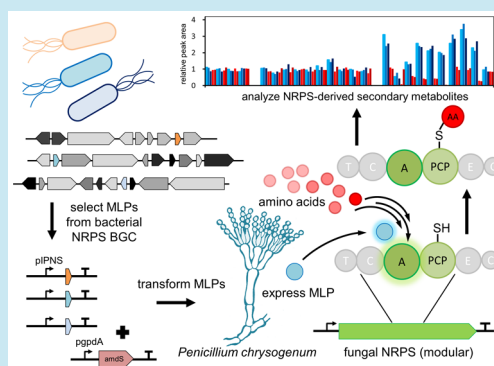 relative peak area
4
3
2
1
0
analyze NRPS-derived secondary metabolites
AA
S
T
C
A
PCP
E
C
select MLPs
from bacterial
NRPS BGC
amino acids
SH
T
C
A
PCP
E
C
pIPNS
transform MLPs
express MLP
pgpdA
amdS
Penicillium chrysogenum
fungal NRPS (modular)